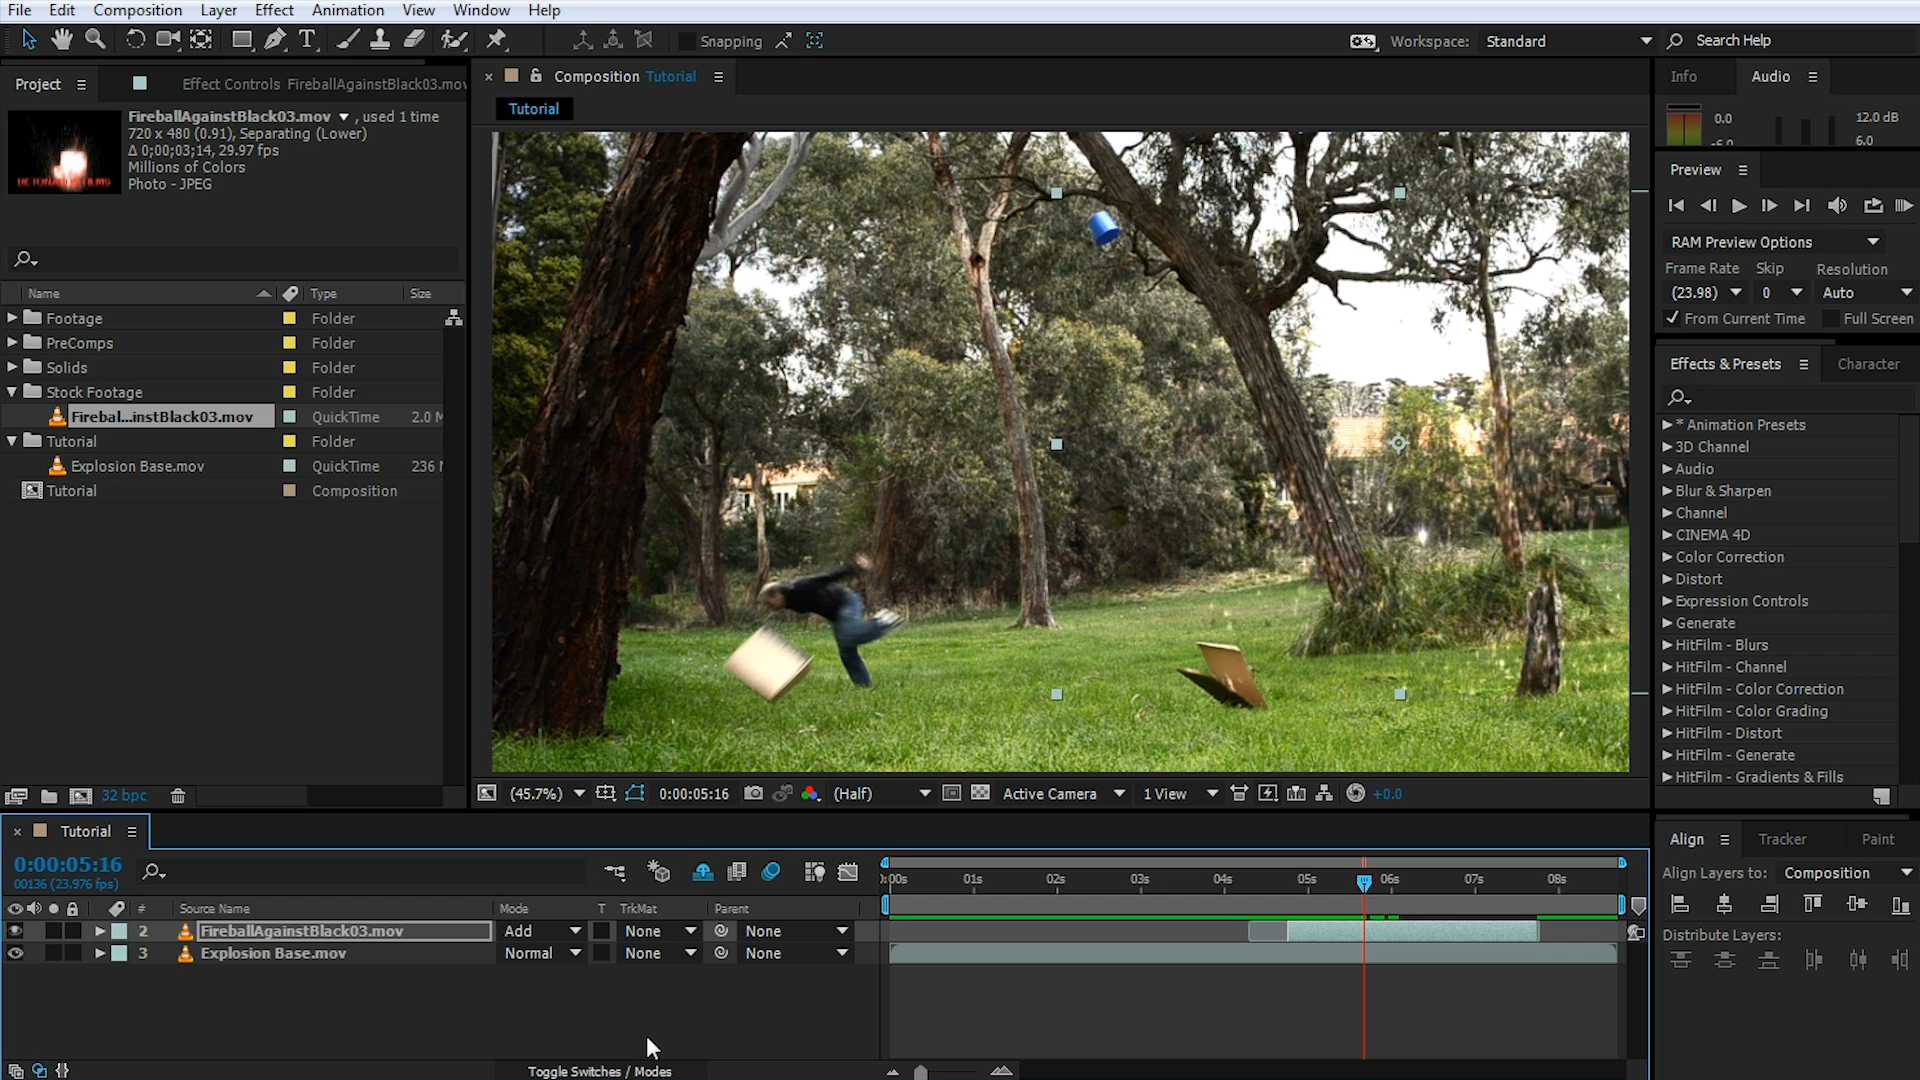 File Edit Composition Layer Effect Animation View Window Help
Snapping
Workspace: Standard
Search Help
Project
Effect Controls FireballAgainstBlack03.mov
FireballAgainstBlack03.mov , used 1 time
720 x 480 (0.91), Separating (Lower)
Δ 0;00;03;14, 29.97 fps
Millions of Colors
Photo - JPEG
Name Type Size
Footage Folder
PreComps Folder
Solids Folder
Stock Footage Folder
Firebal...instBlack03.mov QuickTime 2.0 M
Tutorial Folder
Explosion Base.mov QuickTime 236
Tutorial Composition
32 bpc
Composition Tutorial
Tutorial
(45.7%) 0:00:05:16 (Half) Active Camera 1 View +0.0
Info Audio
0.0 12.0 dB
-6.0 6.0
Preview
RAM Preview Options
Frame Rate Skip Resolution
(23.98) 0 Auto
From Current Time Full Screen
Effects & Presets Character
* Animation Presets
3D Channel
Audio
Blur & Sharpen
Channel
CINEMA 4D
Color Correction
Distort
Expression Controls
Generate
HitFilm - Blurs
HitFilm - Channel
HitFilm - Color Correction
HitFilm - Color Grading
HitFilm - Distort
HitFilm - Generate
HitFilm - Gradients & Fills
Tutorial
0:00:05:16
00136 (23.976 fps)
:00s 01s 02s 03s 04s 05s 06s 07s 08s
# Source Name Mode T TrkMat Parent
2 FireballAgainstBlack03.mov Add None None
3 Explosion Base.mov Normal None None
Toggle Switches / Modes
Align Tracker Paint
Align Layers to: Composition
Distribute Layers: